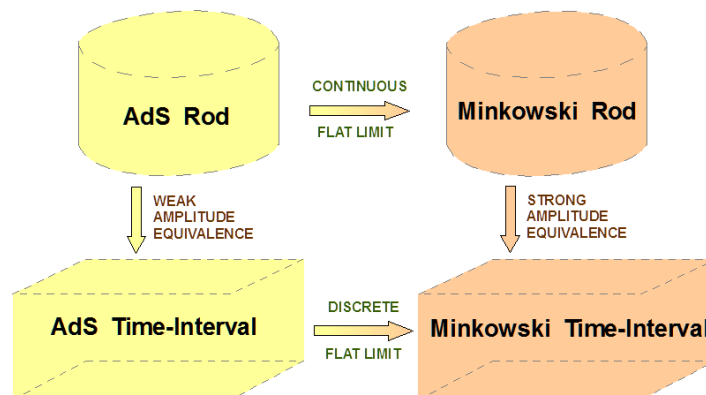 AdS Rod
CONTINUOUS
FLAT LIMIT
Minkowski Rod
WEAK
AMPLITUDE
EQUIVALENCE
STRONG
AMPLITUDE
EQUIVALENCE
AdS Time-Interval
DISCRETE
FLAT LIMIT
Minkowski Time-Interval